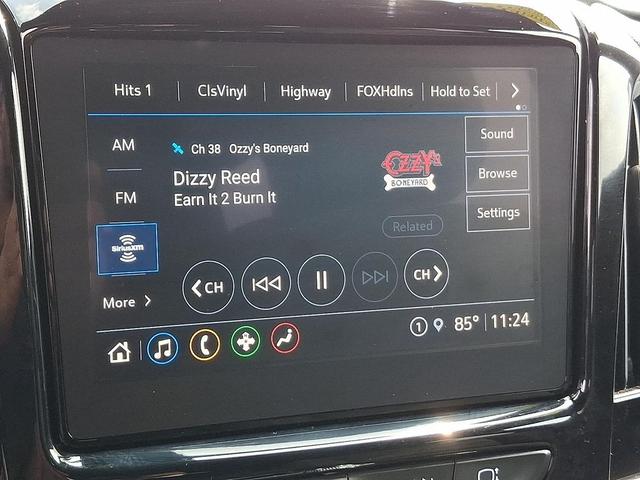 Hits 1 ClsVinyl Highway FOXHdlns Hold to Set
AM
Ch 38 Ozzy's Boneyard
OZZY'S
BONEYARD
Sound
Dizzy Reed
Earn It 2 Burn It
Browse
FM
Related
Settings
SiriusXM
CH
CH
More
1 85° 11:24